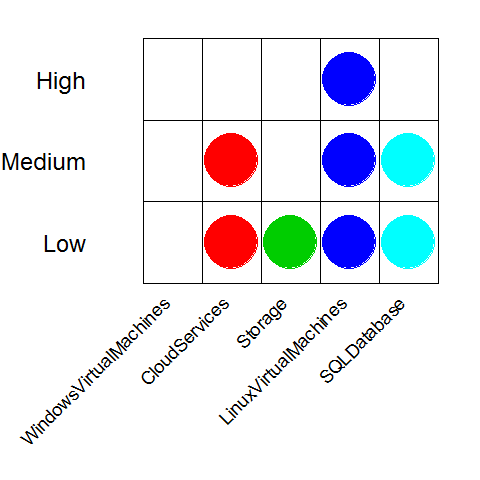 High
Medium
Low
WindowsVirtualMachines
CloudServices
Storage
LinuxVirtualMachines
SQLDatabase